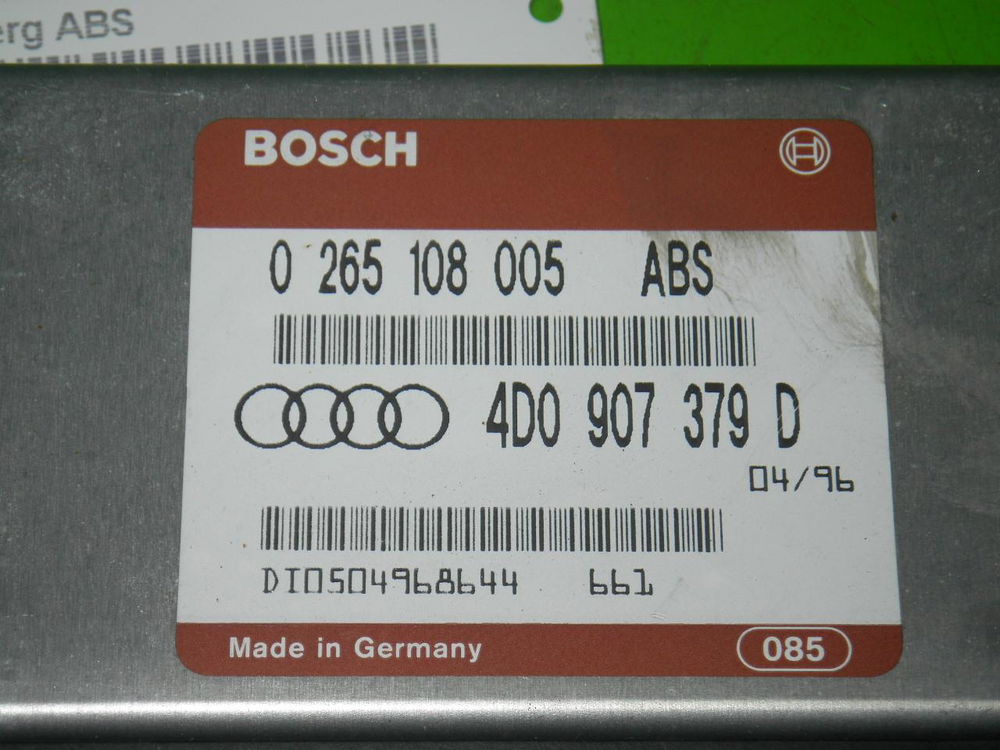 erg ABS
BOSCH
0 265 108 005 ABS
4D0 907 379 D
04/96
DI0504968644 661
Made in Germany 085